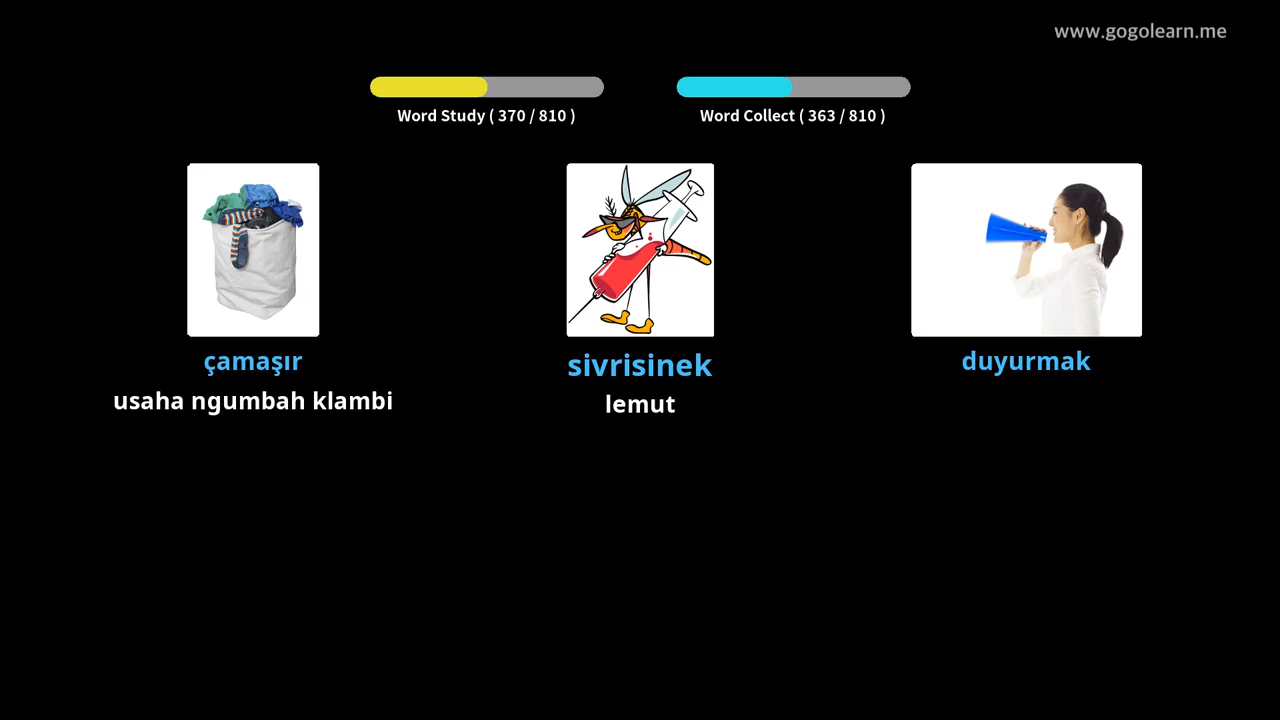 www.gogolearn.me
Word Study ( 370 / 810 )
Word Collect ( 363 / 810 )
çamaşır
usaha ngumbah klambi
sivrisinek
lemut
duyurmak